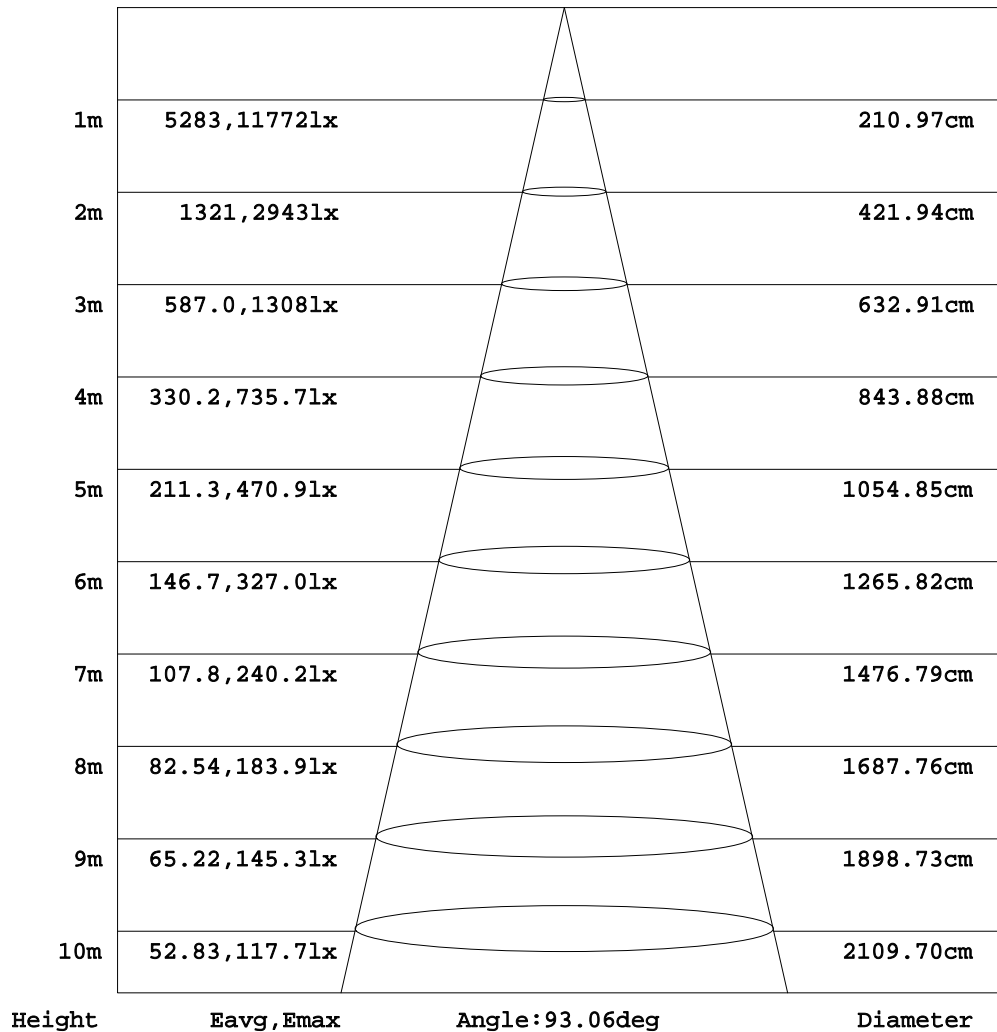 1m 5283,11772lx 210.97cm
2m 1321,2943lx 421.94cm
3m 587.0,1308lx 632.91cm
4m 330.2,735.7lx 843.88cm
5m 211.3,470.9lx 1054.85cm
6m 146.7,327.0lx 1265.82cm
7m 107.8,240.2lx 1476.79cm
8m 82.54,183.9lx 1687.76cm
9m 65.22,145.3lx 1898.73cm
10m 52.83,117.7lx 2109.70cm
Height Eavg,Emax Angle:93.06deg Diameter